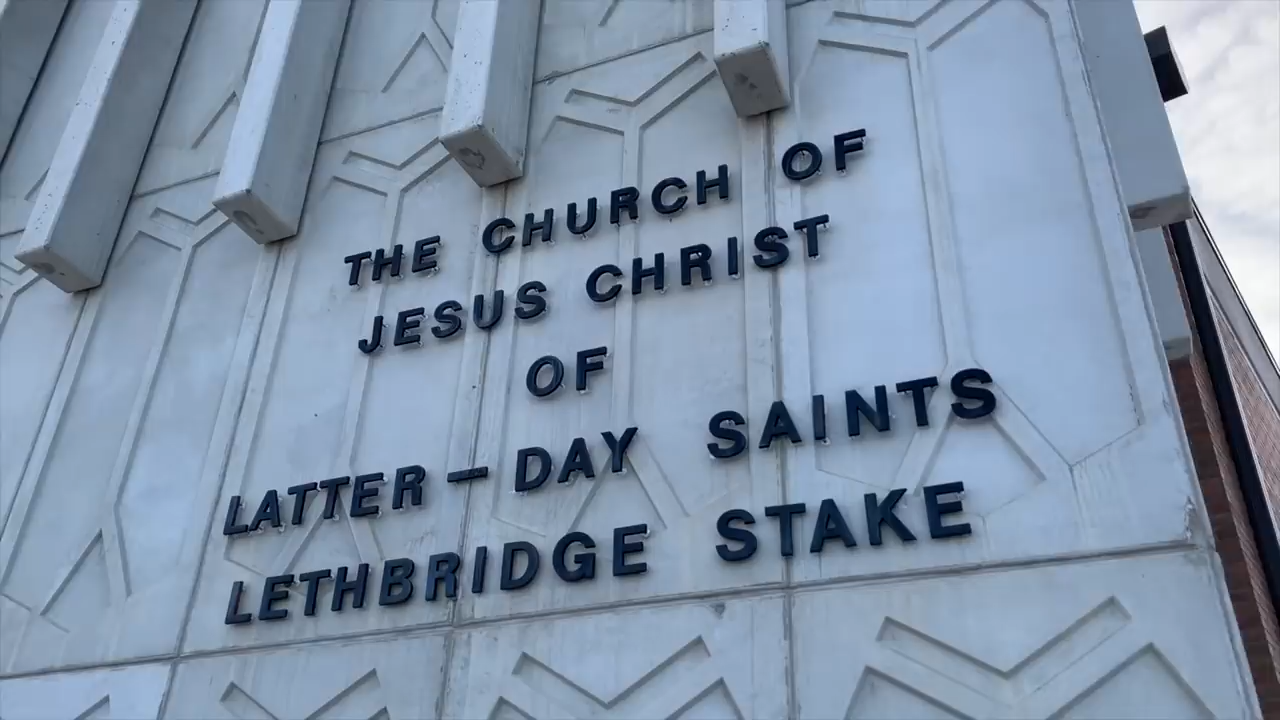 THE CHURCH OF
JESUS CHRIST
OF
LATTER – DAY SAINTS
LETHBRIDGE STAKE